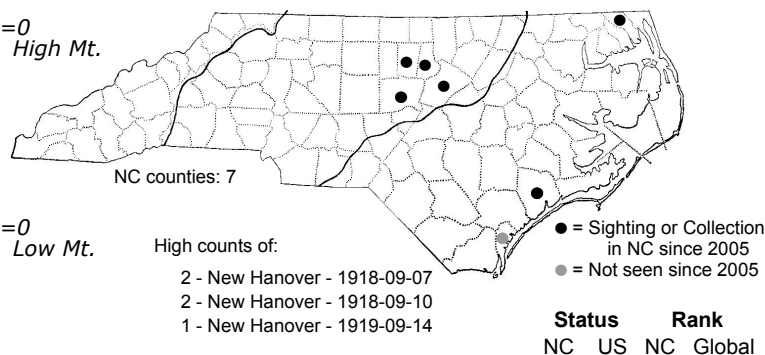 =0
High Mt.
NC counties: 7
=0
Low Mt.
High counts of:
2 - New Hanover - 1918-09-07
2 - New Hanover - 1918-09-10
1 - New Hanover - 1919-09-14
= Sighting or Collection
in NC since 2005
= Not seen since 2005
Status Rank
NC US NC Global